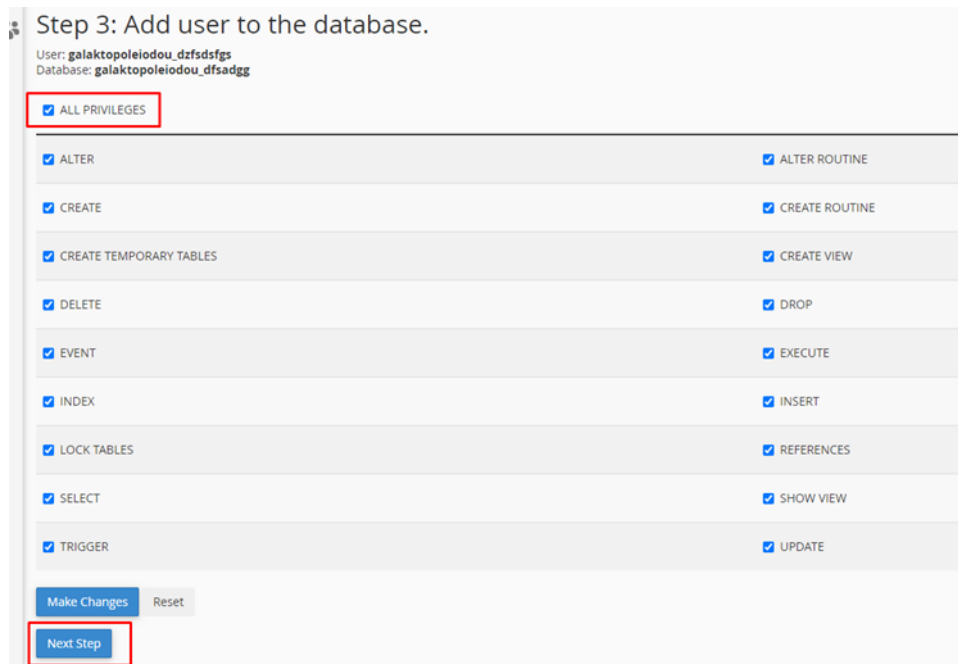 Step 3: Add user to the database.
User: galaktopoleiodou_dzfsdsfgs
Database: galaktopoleiodou_dfsadgg
ALL PRIVILEGES
ALTER
ALTER ROUTINE
CREATE
CREATE ROUTINE
CREATE TEMPORARY TABLES
CREATE VIEW
DELETE
DROP
EVENT
EXECUTE
INDEX
INSERT
LOCK TABLES
REFERENCES
SELECT
SHOW VIEW
TRIGGER
UPDATE
Make Changes
Reset
Next Step